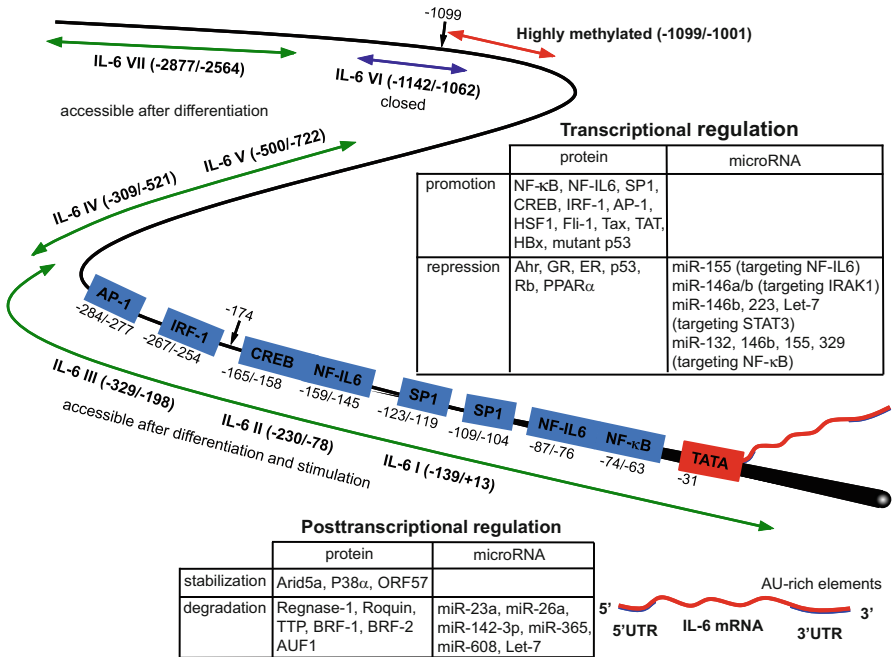 -1099
Highly methylated (-1099/-1001)
IL-6 VII (-2877/-2564)
IL-6 VI (-1142/-1062)
closed
accessible after differentiation
IL-6 V (-500/-722)
IL-6 IV (-309/-521)
Transcriptional regulation
protein
microRNA
promotion
NF-κB, NF-IL6, SP1,
CREB, IRF-1, AP-1,
HSF1, Fli-1, Tax, TAT,
HBx, mutant p53
repression
Ahr, GR, ER, p53,
Rb, PPARα
miR-155 (targeting NF-IL6)
miR-146a/b (targeting IRAK1)
miR-146b, 223, Let-7
(targeting STAT3)
miR-132, 146b, 155, 329
(targeting NF-κB)
AP-1
-284/-277
IRF-1
-267/-254
-174
CREB
-165/-158
NF-IL6
-159/-145
SP1
-123/-119
SP1
-109/-104
NF-IL6
-87/-76
NF-κB
-74/-63
TATA
-31
IL-6 III (-329/-198)
IL-6 II (-230/-78)
IL-6 I (-139/+13)
accessible after differentiation and stimulation
Posttranscriptional regulation
protein
microRNA
stabilization
Arid5a, P38α, ORF57
degradation
Regnase-1, Roquin,
TTP, BRF-1, BRF-2
AUF1
miR-23a, miR-26a,
miR-142-3p, miR-365,
miR-608, Let-7
AU-rich elements
5'
3'
5'UTR
IL-6 mRNA
3'UTR